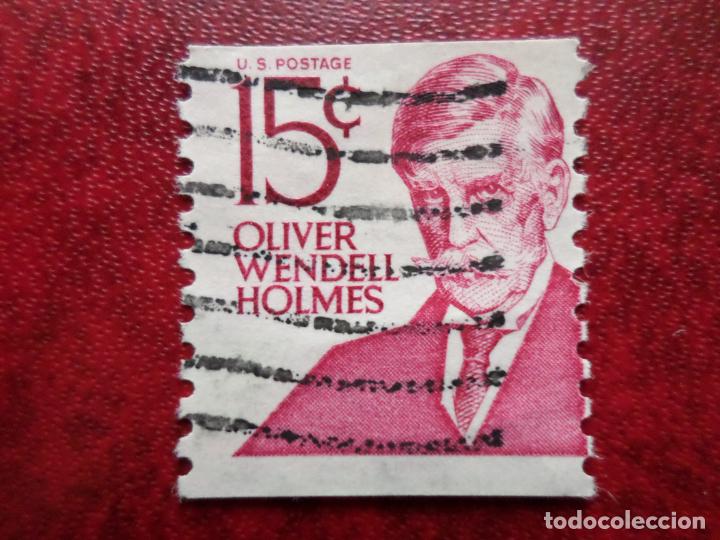 U.S. POSTAGE
15¢
OLIVER
WENDELL
HOLMES
todocoleccion